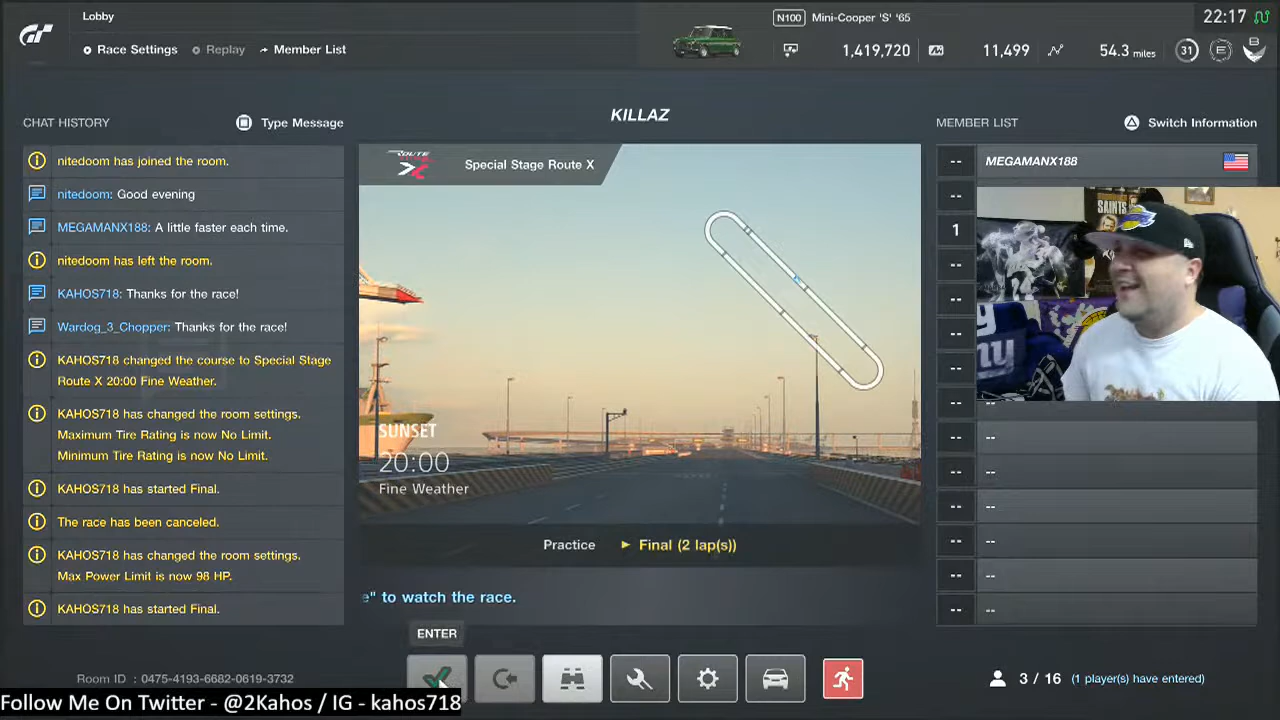 Lobby
N100 Mini-Cooper 'S' '65
22:17
Race Settings Replay Member List
1,419,720 11,499 54.3 miles 31 E B
KILLAZ
CHAT HISTORY Type Message
MEMBER LIST Switch Information
nitedoom has joined the room.
nitedoom: Good evening
MEGAMANX188: A little faster each time.
nitedoom has left the room.
KAHOS718: Thanks for the race!
Wardog_3_Chopper: Thanks for the race!
KAHOS718 changed the course to Special Stage
Route X 20:00 Fine Weather.
KAHOS718 has changed the room settings.
Maximum Tire Rating is now No Limit.
Minimum Tire Rating is now No Limit.
KAHOS718 has started Final.
The race has been canceled.
KAHOS718 has changed the room settings.
Max Power Limit is now 98 HP.
KAHOS718 has started Final.
ROUTE X
Special Stage Route X
SUNSET
20:00
Fine Weather
Practice Final (2 lap(s))
e" to watch the race.
ENTER
-- MEGAMANX188
--
1
--
--
--
--
--
-- --
-- --
-- --
-- --
-- --
-- --
SAINTS
ny
Room ID : 0475-4193-6682-0619-3732
3 / 16 (1 player(s) have entered)
Follow Me On Twitter - @2Kahos / IG - kahos718